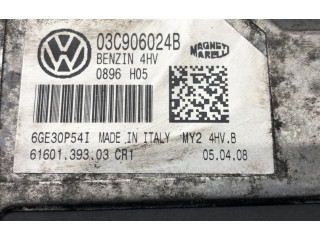 03C906024B
BENZIN 4HV
0896 H05
MAGNETI MARELLI
6GE30P54I MADE IN ITALY MY2 4HV.B
61601.393.03 CR1 05.04.08